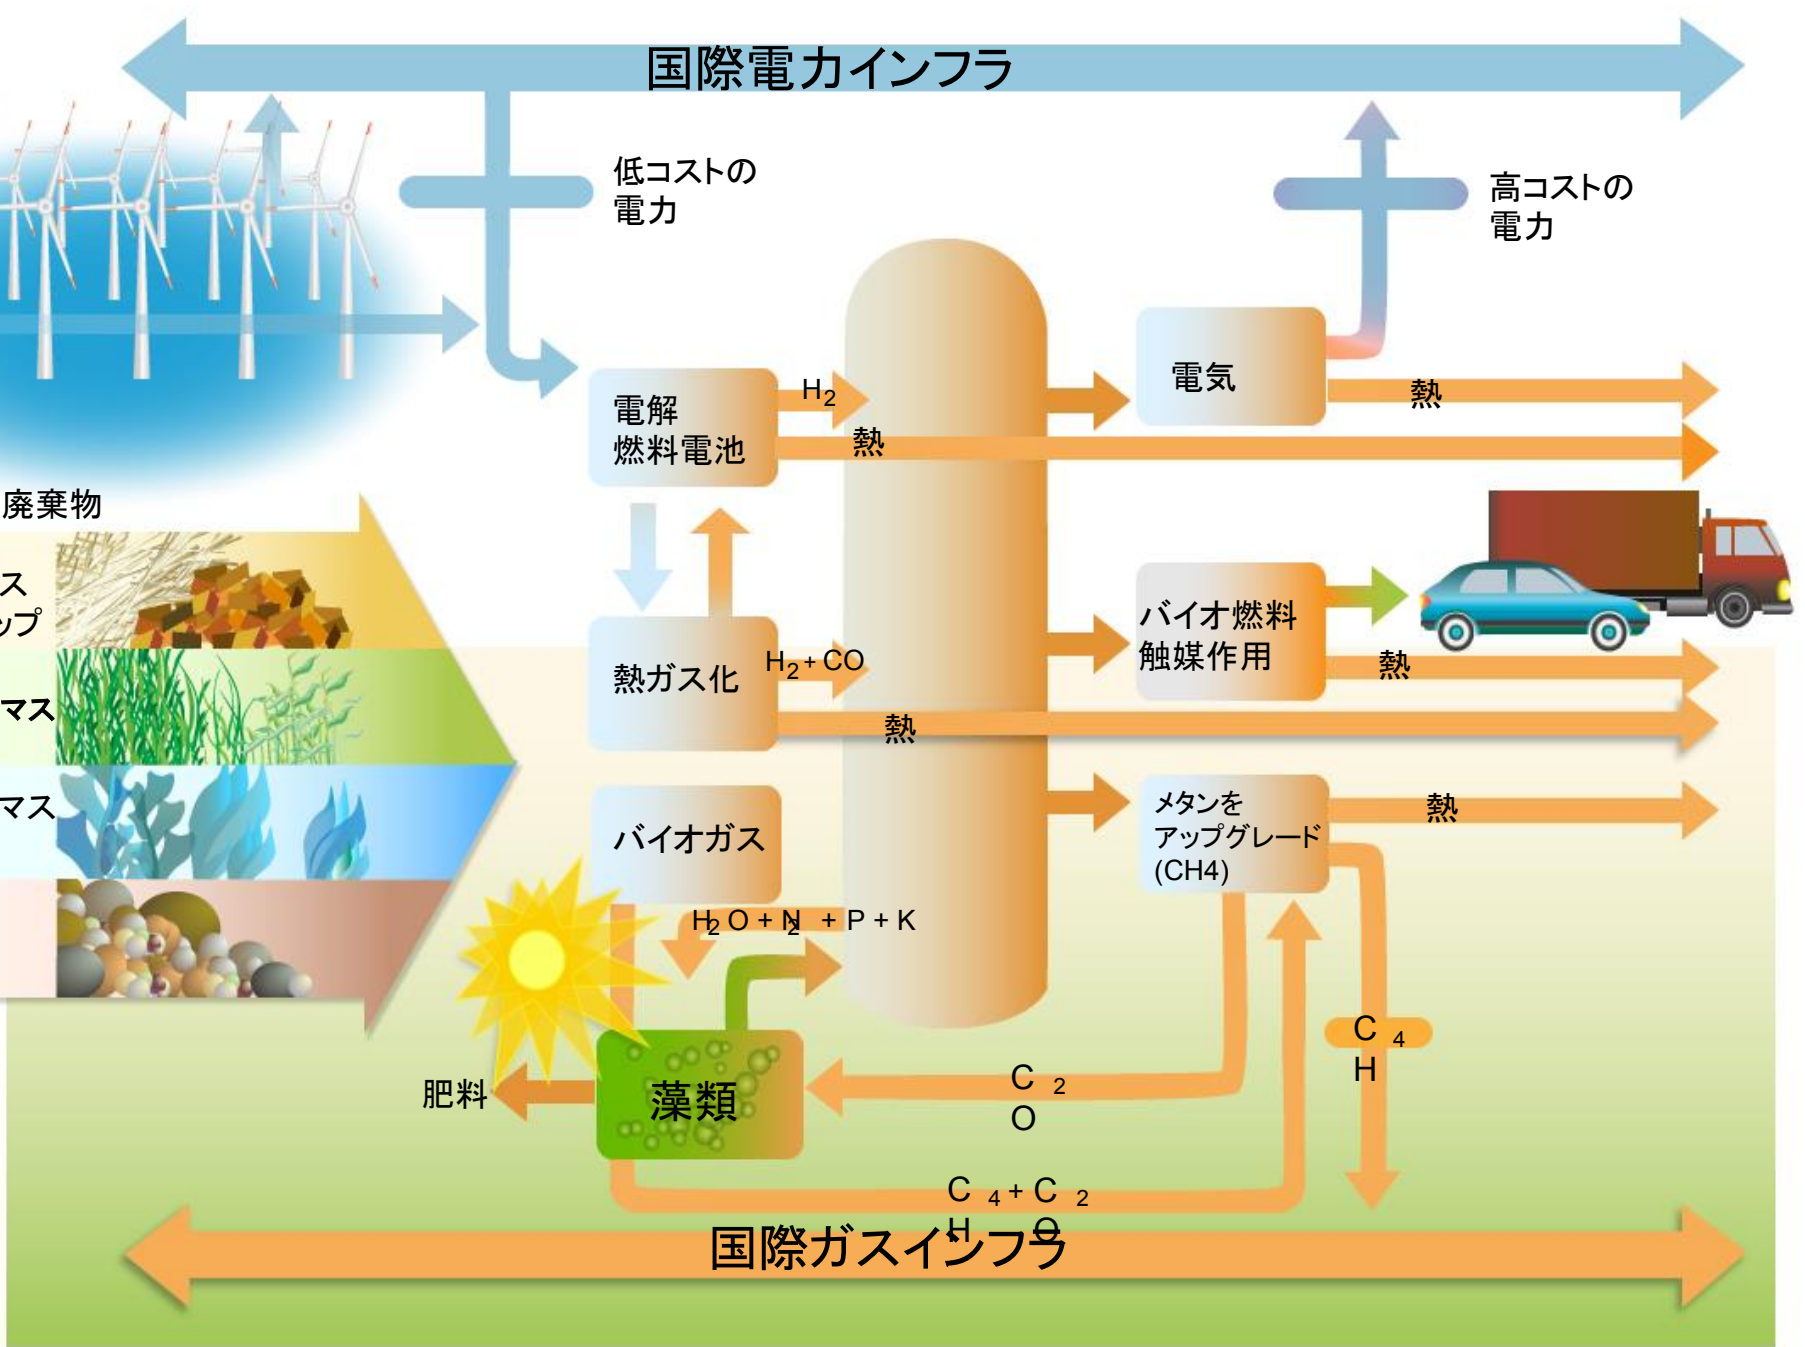 国際電力インフラ
低コストの
電力
高コストの
電力
電解
燃料電池
H2
熱
電気
熱
廃棄物
ス
ップ
マス
マス
熱ガス化
H2 + CO
熱
バイオ燃料
触媒作用
熱
バイオガス
メタンを
アップグレード
(CH4)
熱
H2 O + N2 + P + K
肥料
藻類
C 2
O
C 4
H
C 4 + C 2
H O
国際ガスインフラ